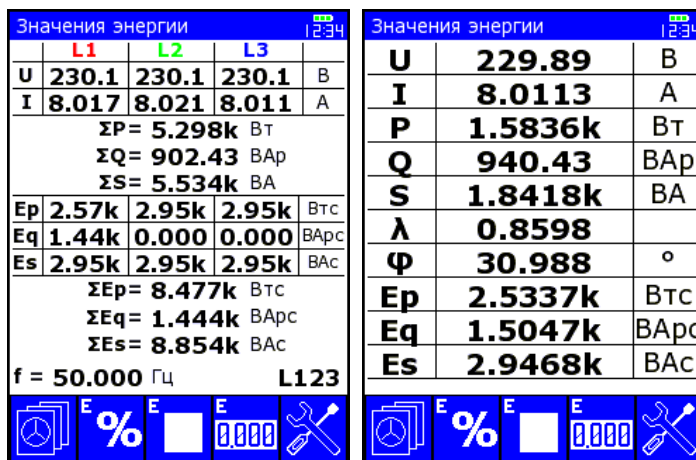 Значения энергии 12:34
L1 L2 L3
U 230.1 230.1 230.1 В
I 8.017 8.021 8.011 А
ΣP= 5.298k Вт
ΣQ= 902.43 ВАр
ΣS= 5.534k ВА
Ep 2.57k 2.95k 2.95k Втс
Eq 1.44k 0.000 0.000 ВАрс
Es 2.95k 2.95k 2.95k ВАс
ΣEp= 8.477k Втс
ΣEq= 1.444k ВАрс
ΣEs= 8.854k ВАс
f = 50.000 Гц L123
E % E E 0.000
Значения энергии 12:34
U 229.89 В
I 8.0113 А
P 1.5836k Вт
Q 940.43 ВАр
S 1.8418k ВА
λ 0.8598
φ 30.988 °
Ep 2.5337k Втс
Eq 1.5047k ВАрс
Es 2.9468k ВАс
E % E E 0.000